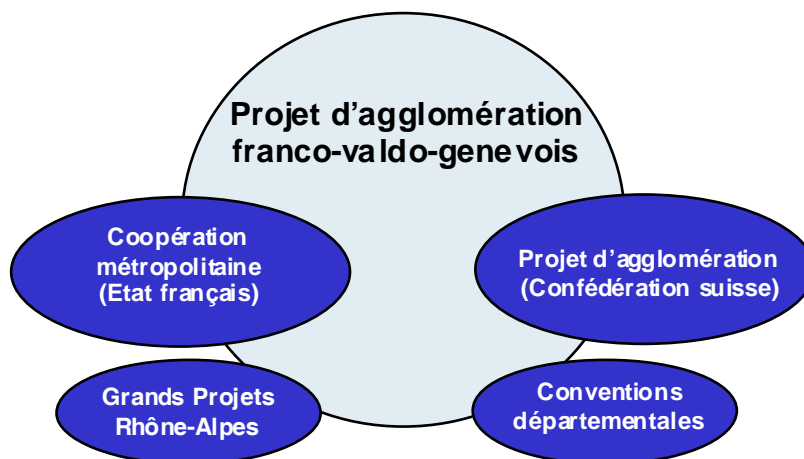 Projet d'agglomération
franco-valdo-genevois
Coopération
métropolitaine
(Etat français)
Projet d'agglomération
(Confédération suisse)
Grands Projets
Rhône-Alpes
Conventions
départementales